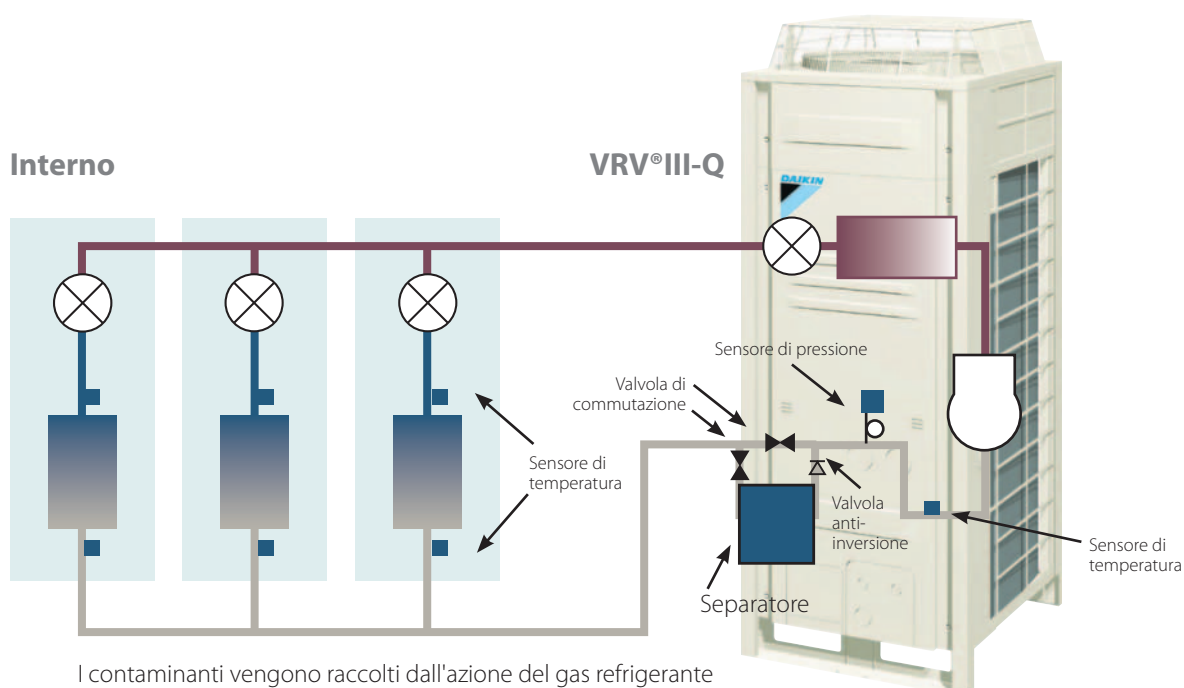 Interno
VRV®III-Q
DAIKIN
Sensore di pressione
Valvola di
commutazione
Sensore di
temperatura
Valvola
anti-
inversione
Sensore di
temperatura
Separatore
I contaminanti vengono raccolti dall'azione del gas refrigerante